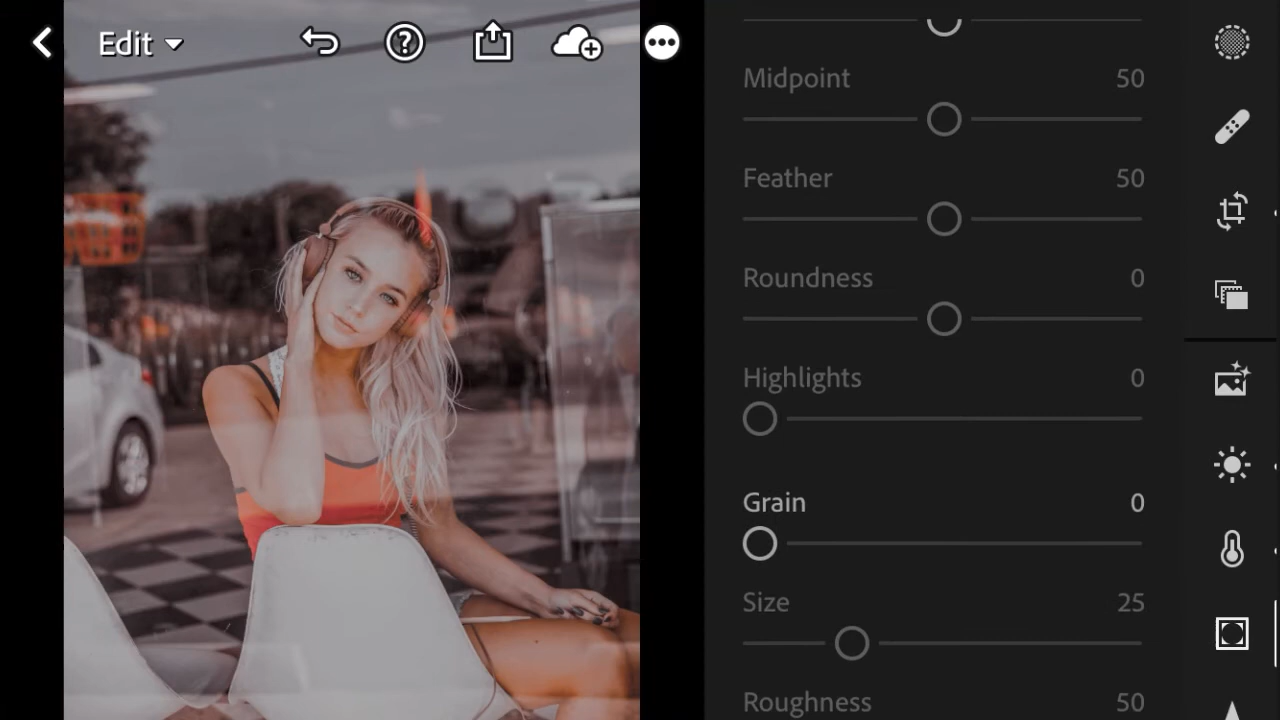 Edit
Midpoint 50
Feather 50
Roundness 0
Highlights 0
Grain 0
Size 25
Roughness 50